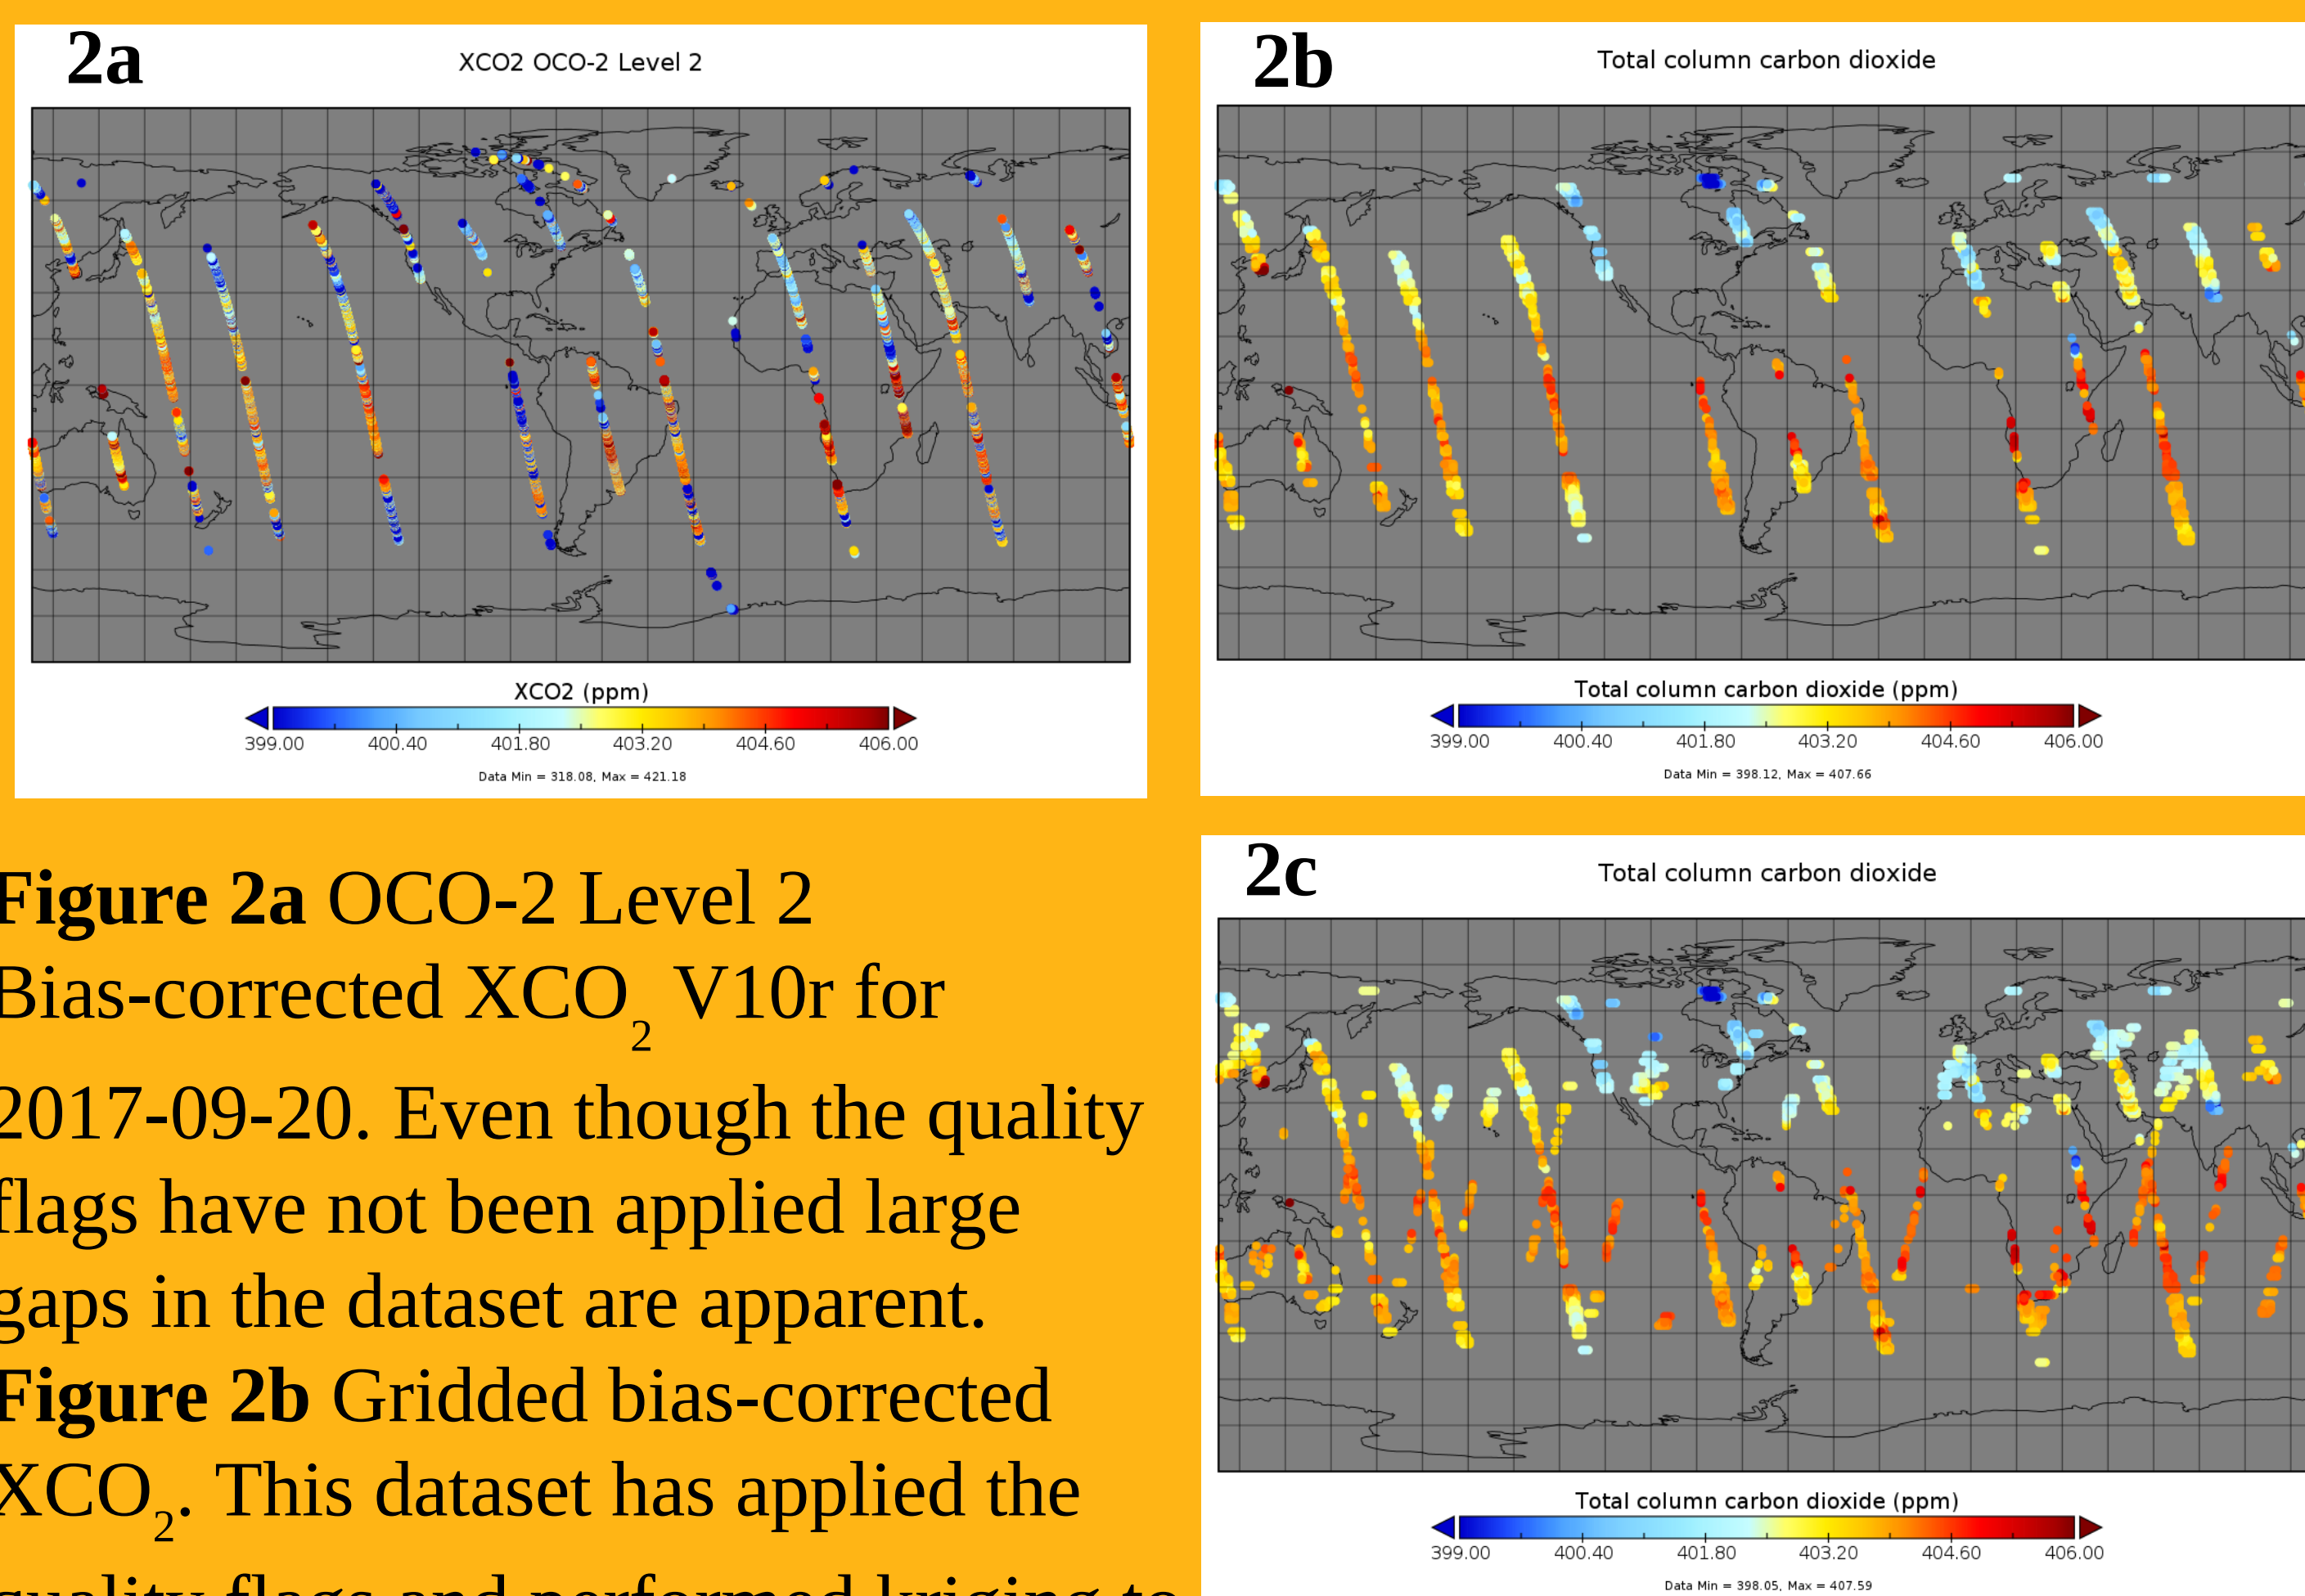 2a
XCO2 OCO-2 Level 2
XCO2 (ppm)
399.00 400.40 401.80 403.20 404.60 406.00
Data Min = 318.08, Max = 421.18
2b
Total column carbon dioxide
Total column carbon dioxide (ppm)
399.00 400.40 401.80 403.20 404.60 406.00
Data Min = 398.12, Max = 407.66
Figure 2a OCO-2 Level 2
Bias-corrected XCO2 V10r for
2017-09-20. Even though the quality
flags have not been applied large
gaps in the dataset are apparent.
Figure 2b Gridded bias-corrected
XCO2. This dataset has applied the
quality flags and performed kriging to
2c
Total column carbon dioxide
Total column carbon dioxide (ppm)
399.00 400.40 401.80 403.20 404.60 406.00
Data Min = 398.05, Max = 407.59